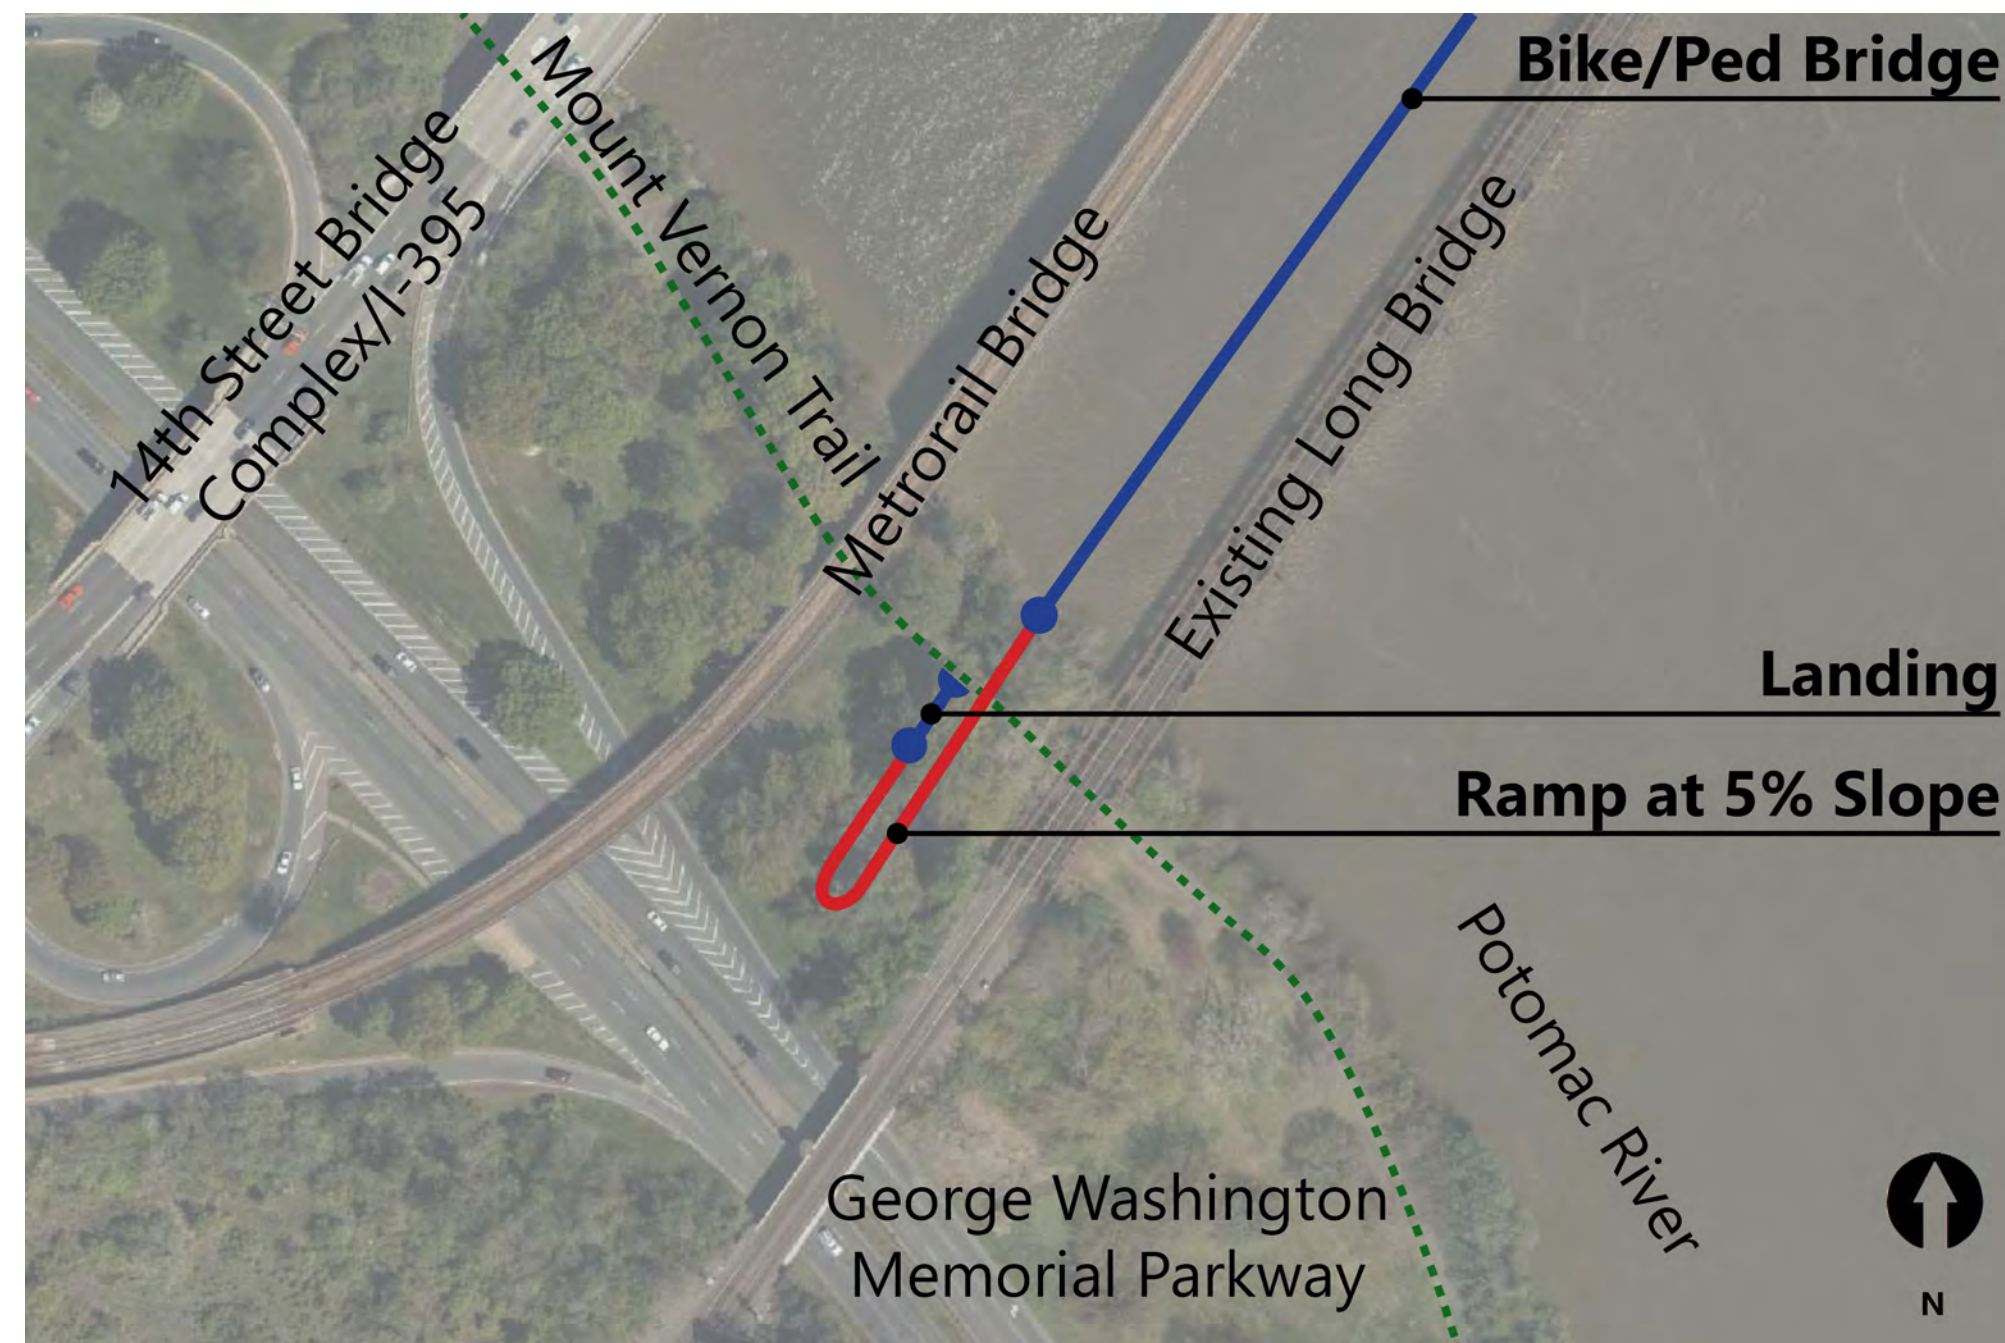 Bike/Ped Bridge
Mount Vernon Trail
14th Street Bridge
Complex/I-395
Metrorail Bridge
Existing Long Bridge
Landing
Ramp at 5% Slope
Potomac River
George Washington
Memorial Parkway
N